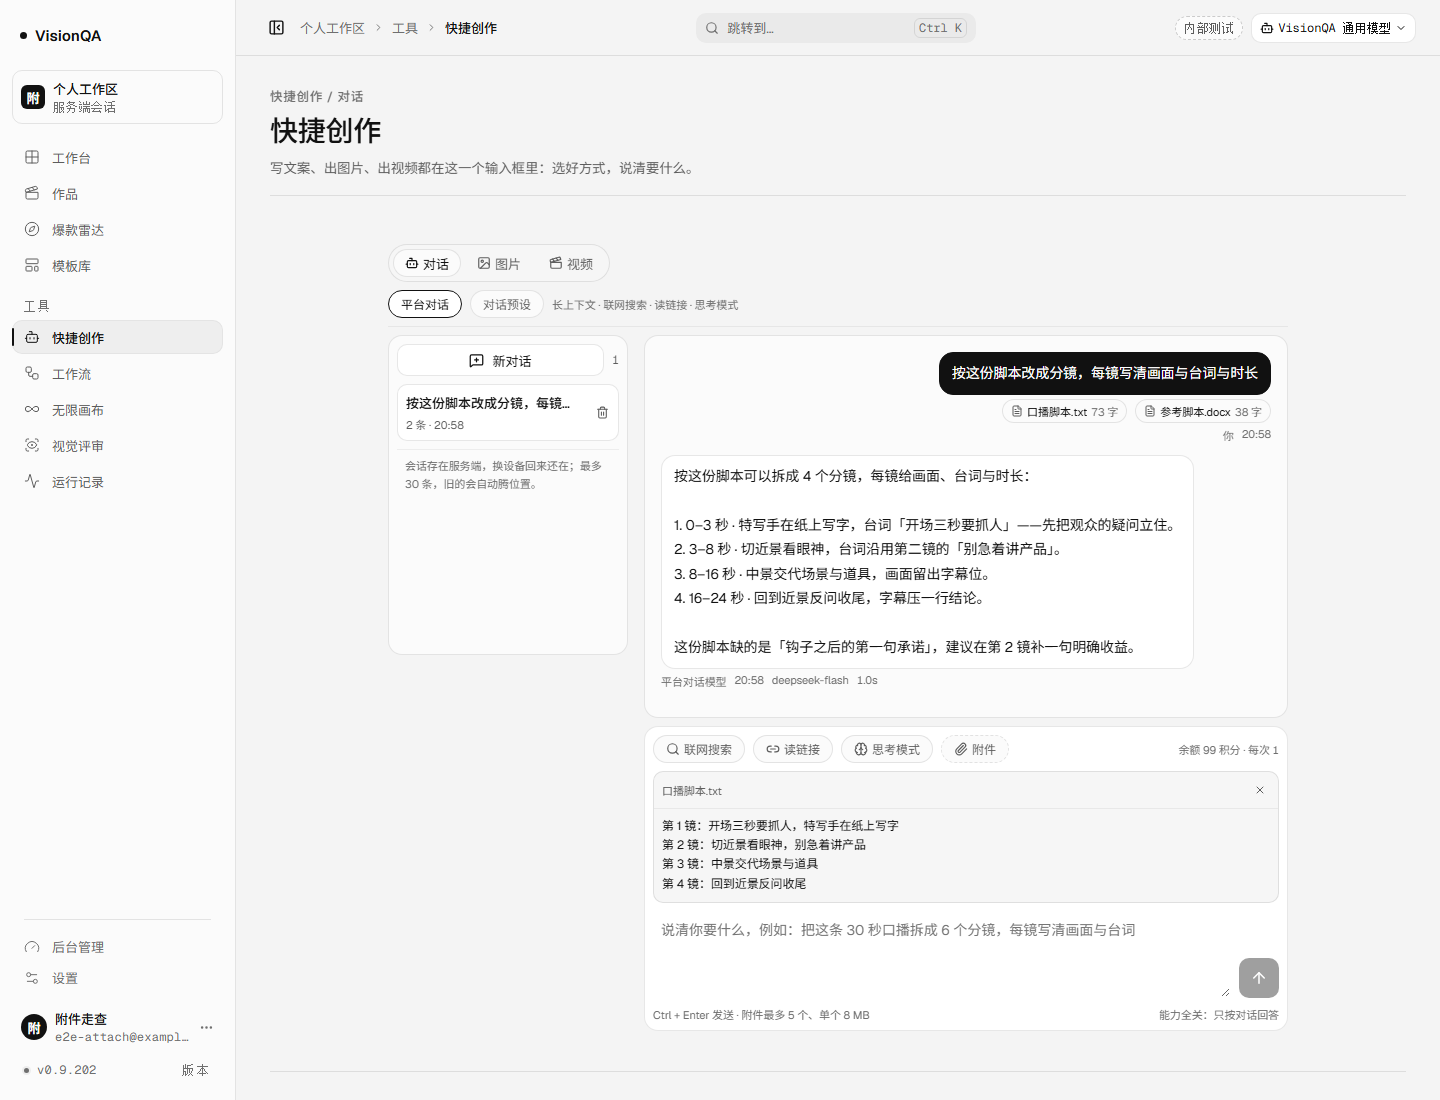 VisionQA
附
个人工作区
服务端会话
工作台
作品
爆款雷达
模板库
工具
快捷创作
工作流
无限画布
视觉评审
运行记录
后台管理
设置
附
附件走查
e2e-attach@exampl…
v0.9.202
版本
个人工作区
工具
快捷创作
跳转到…
Ctrl K
内部测试
VisionQA 通用模型
快捷创作 / 对话
快捷创作
写文案、出图片、出视频都在这一个输入框里：选好方式，说清要什么。
对话
图片
视频
平台对话
对话预设
长上下文 · 联网搜索 · 读链接 · 思考模式
新对话
1
按这份脚本改成分镜，每镜…
2 条 · 20:58
会话存在服务端，换设备回来还在；最多
30 条，旧的会自动腾位置。
按这份脚本改成分镜，每镜写清画面与台词与时长
口播脚本.txt 73 字
参考脚本.docx 38 字
你 20:58
按这份脚本可以拆成 4 个分镜，每镜给画面、台词与时长：
1. 0–3 秒 · 特写手在纸上写字，台词「开场三秒要抓人」——先把观众的疑问立住。
2. 3–8 秒 · 切近景看眼神，台词沿用第二镜的「别急着讲产品」。
3. 8–16 秒 · 中景交代场景与道具，画面留出字幕位。
4. 16–24 秒 · 回到近景反问收尾，字幕压一行结论。
这份脚本缺的是「钩子之后的第一句承诺」，建议在第 2 镜补一句明确收益。
平台对话模型 20:58 deepseek-flash 1.0s
联网搜索
读链接
思考模式
附件
余额 99 积分 · 每次 1
口播脚本.txt
第 1 镜：开场三秒要抓人，特写手在纸上写字
第 2 镜：切近景看眼神，别急着讲产品
第 3 镜：中景交代场景与道具
第 4 镜：回到近景反问收尾
说清你要什么，例如：把这条 30 秒口播拆成 6 个分镜，每镜写清画面与台词
Ctrl + Enter 发送 · 附件最多 5 个、单个 8 MB
能力全关：只按对话回答